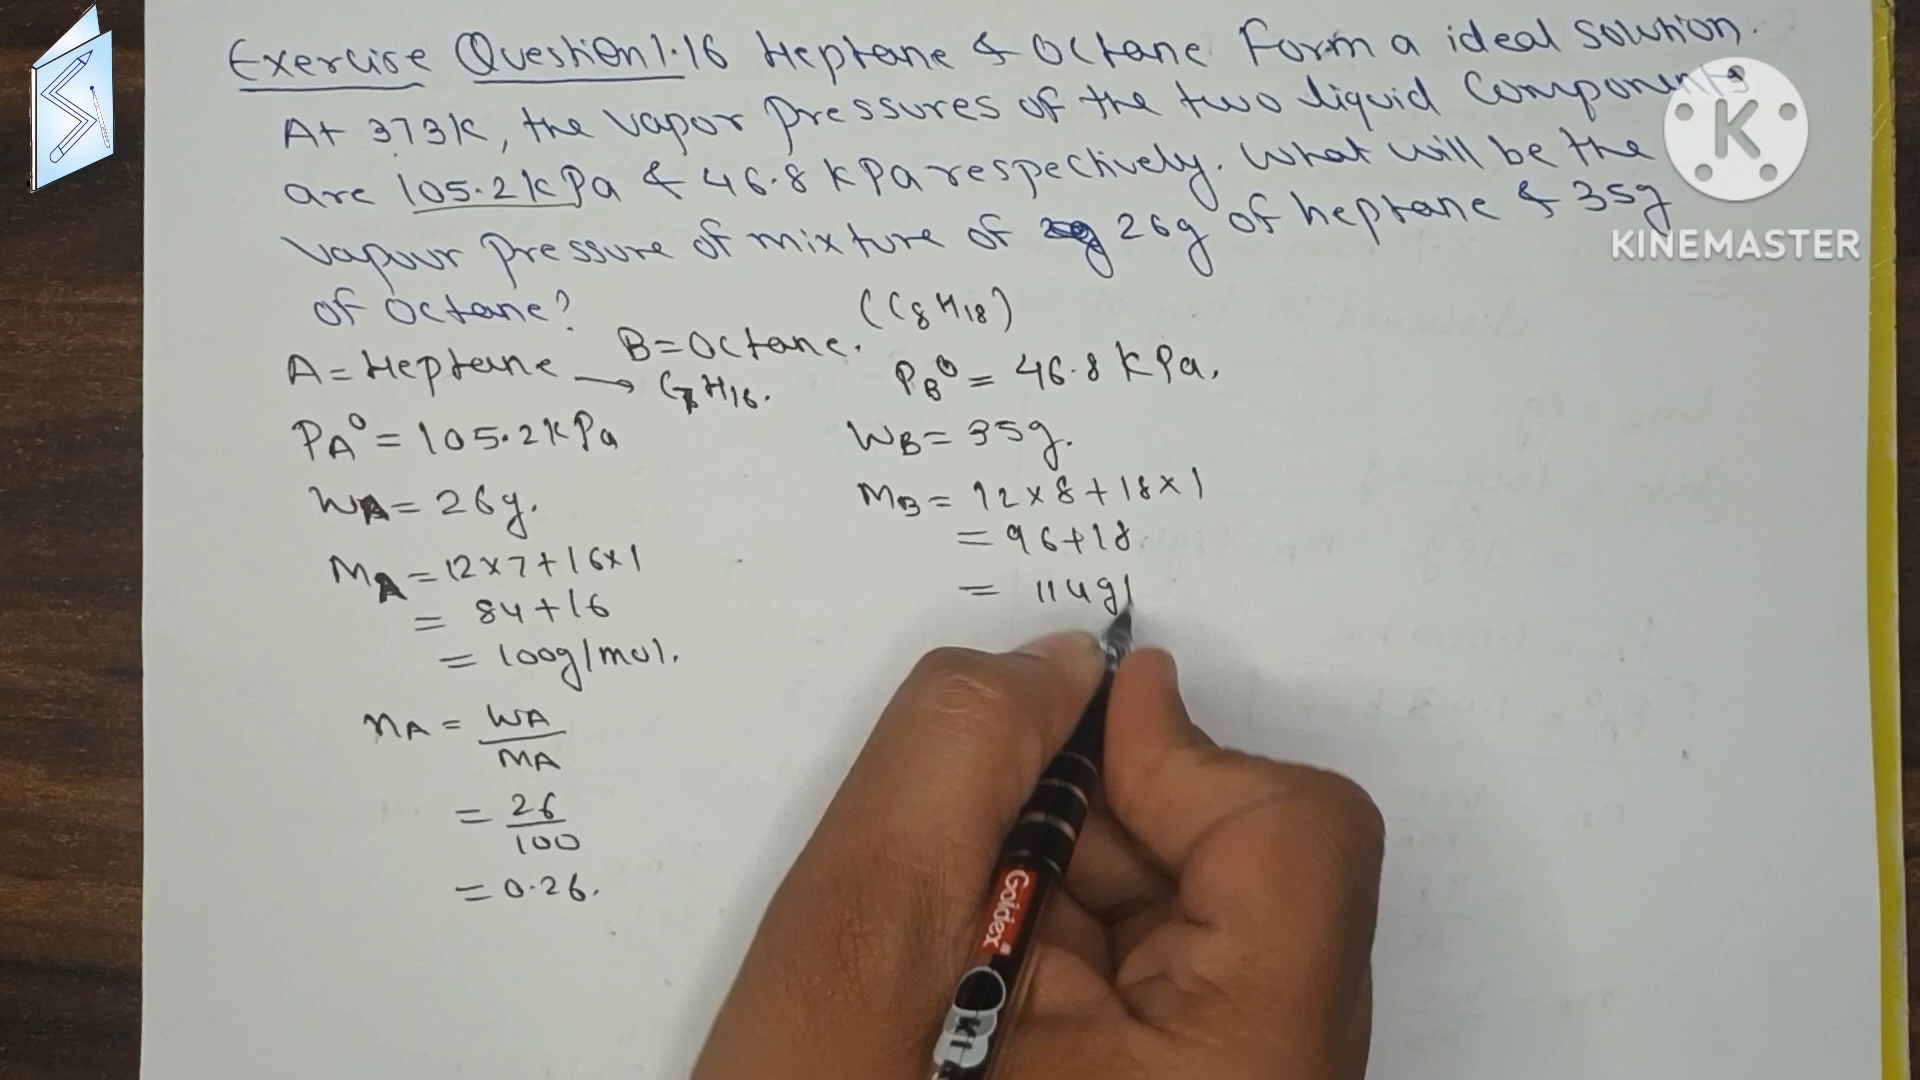 Exercise Question 1.16 Heptane & Octane Form a ideal solution.
At 373K, the vapor pressures of the two liquid Components
are 105.2kPa & 46.8 kPa respectively. What will be the
vapour pressure of mixture of 26g of heptane & 35g
of Octane?
A = Heptane → C7H16.
PA° = 105.2kPa
WA = 26g.
MA = 12×7+16×1
= 84+16
= 100g/mol.
nA = WA/MA
= 26/100
= 0.26.
B = Octane. (C8H18)
PB° = 46.8 kPa.
WB = 35g.
MB = 12×8+18×1
= 96+18
= 114g/
KINEMASTER
Goldex